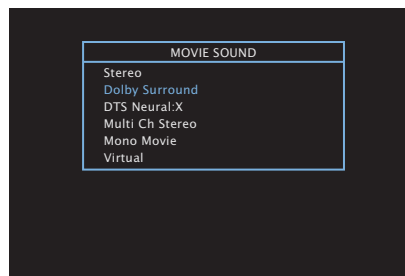 MOVIE SOUND
Stereo
Dolby Surround
DTS Neural:X
Multi Ch Stereo
Mono Movie
Virtual